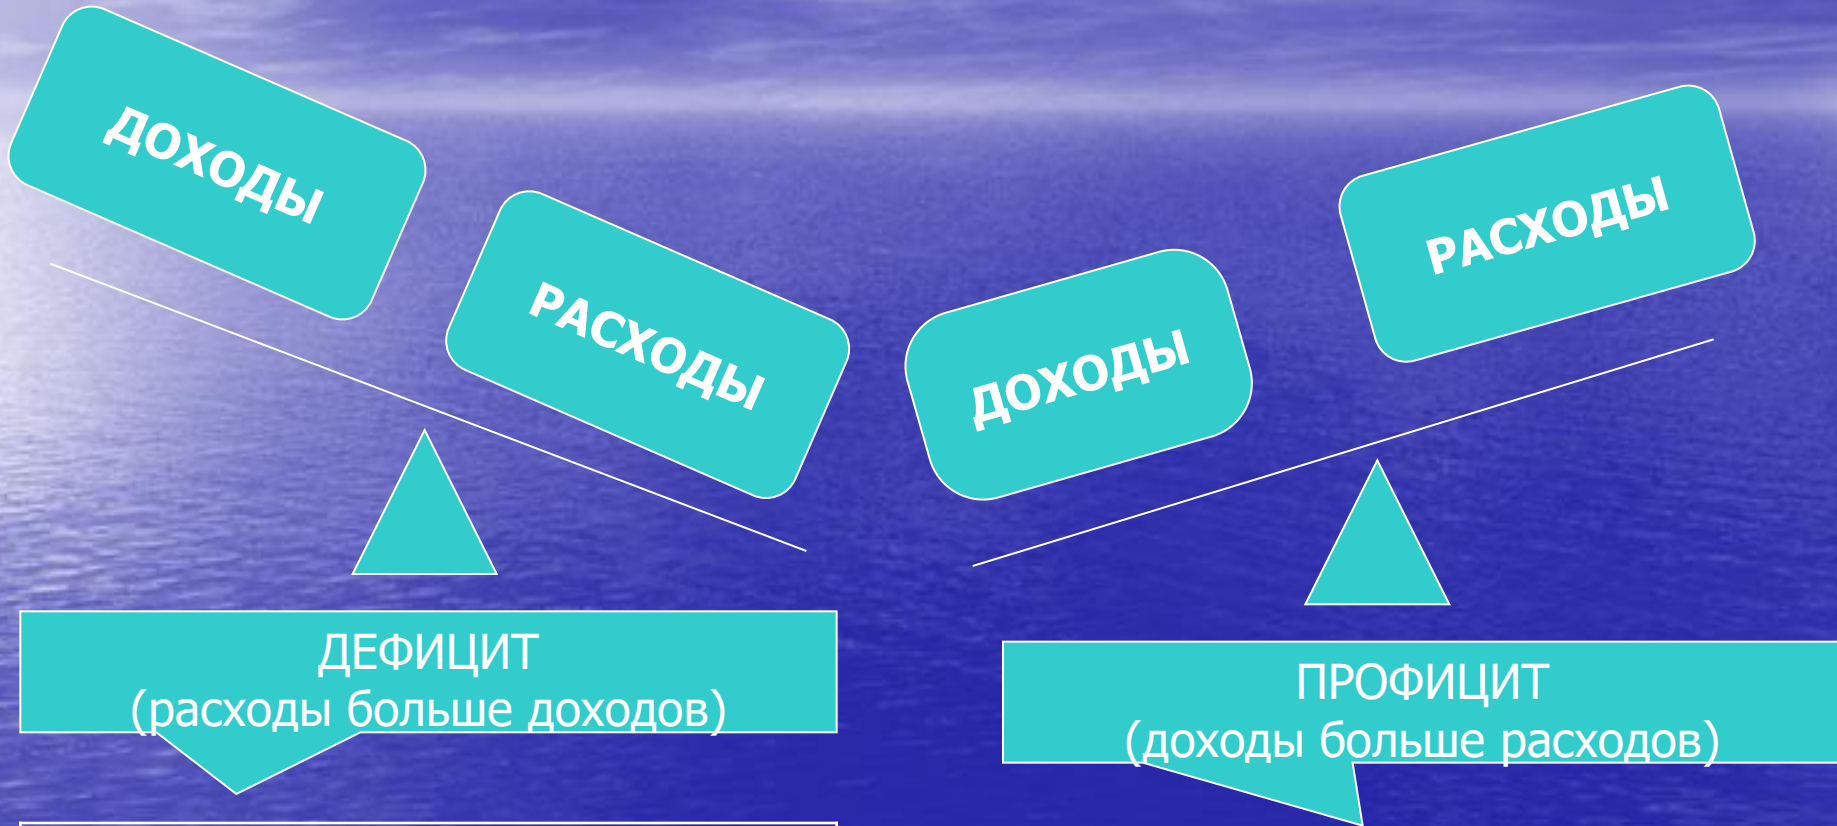 ДОХОДЫ
РАСХОДЫ
ДОХОДЫ
РАСХОДЫ
ДЕФИЦИТ
(расходы больше доходов)
ПРОФИЦИТ
(доходы больше расходов)